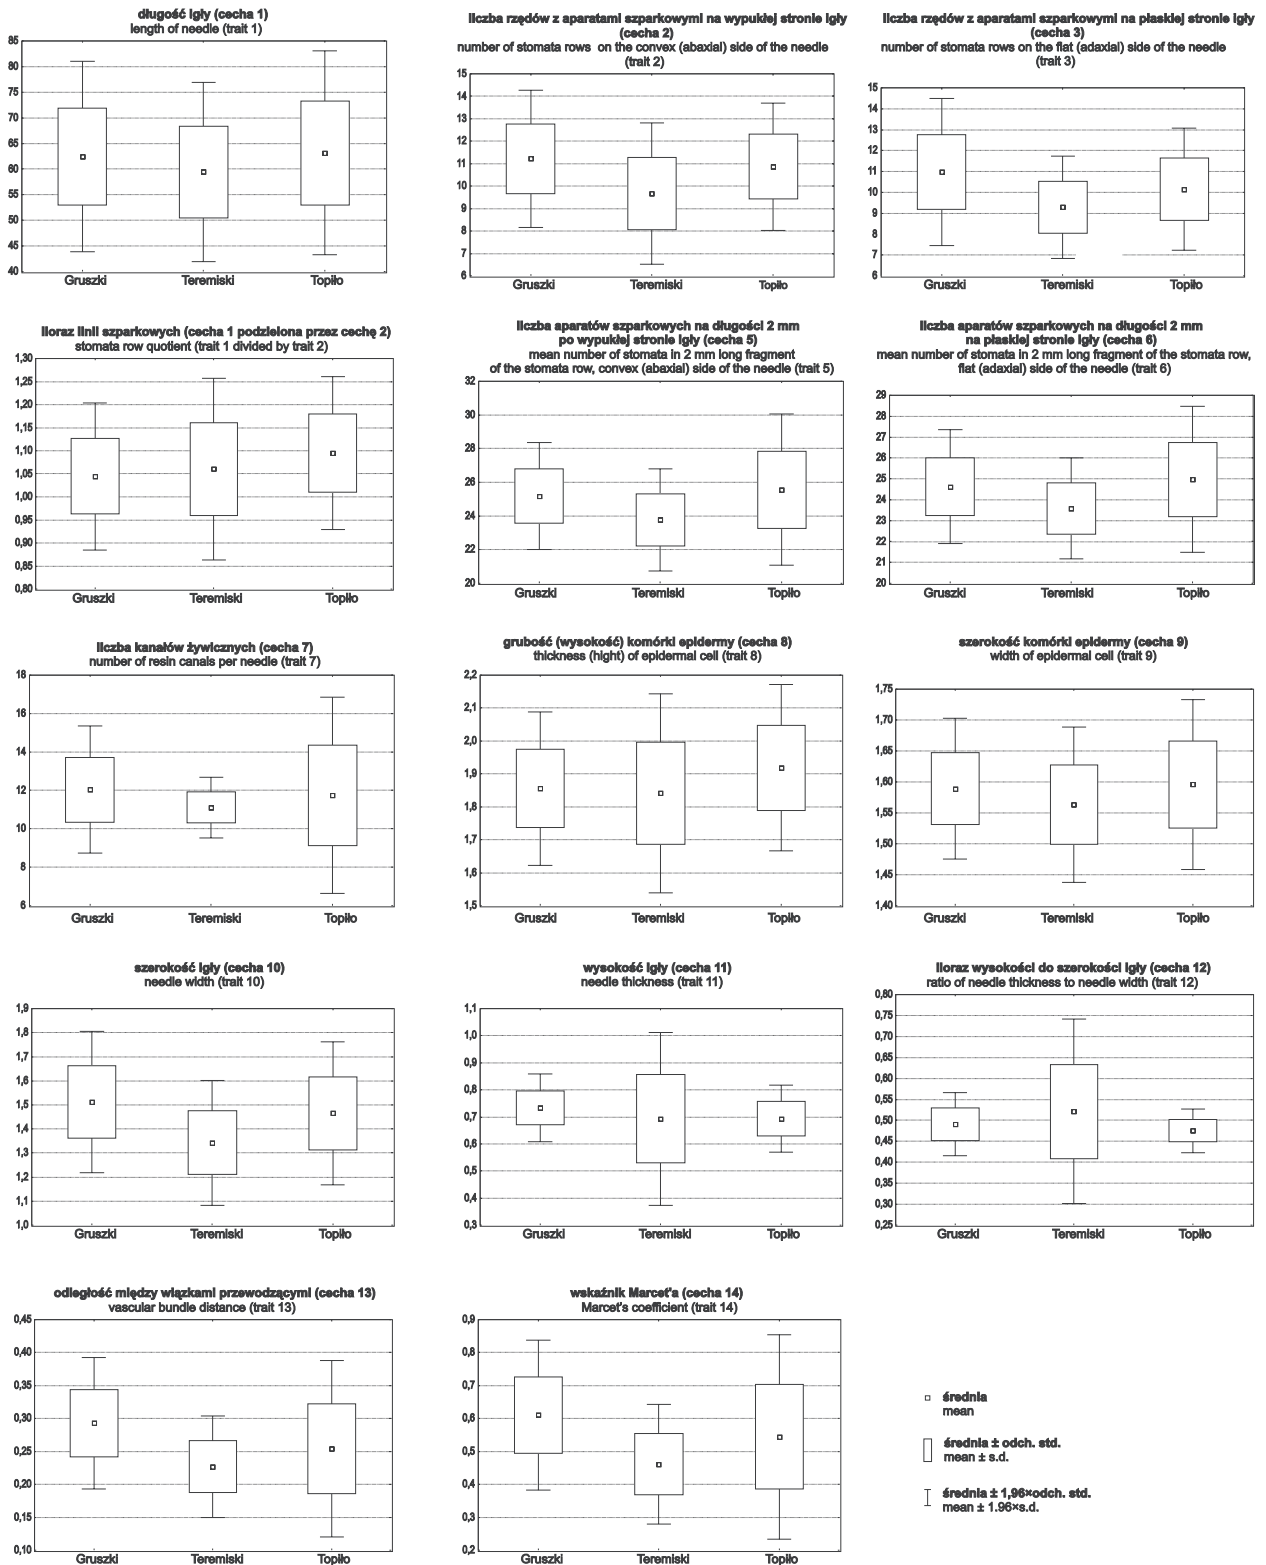 długość igły (cecha 1)
length of needle (trait 1)
85
80
75
70
65
60
55
50
45
40
Gruszki Teremiski Topiło
liczba rzędów z aparatami szparkowymi na wypukłej stronie igły
(cecha 2)
number of stomata rows on the convex (abaxial) side of the needle
(trait 2)
15
14
13
12
11
10
9
8
7
6
Gruszki Teremiski Topiło
liczba rzędów z aparatami szparkowymi na płaskiej stronie igły
(cecha 3)
number of stomata rows on the flat (adaxial) side of the needle
(trait 3)
15
14
13
12
11
10
9
8
7
6
Gruszki Teremiski Topiło
iloraz linii szparkowych (cecha 1 podzielona przez cechę 2)
stomata row quotient (trait 1 divided by trait 2)
1,30
1,25
1,20
1,15
1,10
1,05
1,00
0,95
0,90
0,85
0,80
Gruszki Teremiski Topiło
liczba aparatów szparkowych na długości 2 mm
po wypukłej stronie igły (cecha 5)
mean number of stomata in 2 mm long fragment
of the stomata row, convex (abaxial) side of the needle (trait 5)
32
30
28
26
24
22
20
Gruszki Teremiski Topiło
liczba aparatów szparkowych na długości 2 mm
na płaskiej stronie igły (cecha 6)
mean number of stomata in 2 mm long fragment of the stomata row,
flat (adaxial) side of the needle (trait 6)
29
28
27
26
25
24
23
22
21
20
Gruszki Teremiski Topiło
liczba kanałów żywicznych (cecha 7)
number of resin canals per needle (trait 7)
18
16
14
12
10
8
6
Gruszki Teremiski Topiło
grubość (wysokość) komórki epidermy (cecha 8)
thickness (hight) of epidermal cell (trait 8)
2,2
2,1
2,0
1,9
1,8
1,7
1,6
1,5
Gruszki Teremiski Topiło
szerokość komórki epidermy (cecha 9)
width of epidermal cell (trait 9)
1,75
1,70
1,65
1,60
1,55
1,50
1,45
1,40
Gruszki Teremiski Topiło
szerokość igły (cecha 10)
needle width (trait 10)
1,9
1,8
1,7
1,6
1,5
1,4
1,3
1,2
1,1
1,0
Gruszki Teremiski Topiło
wysokość igły (cecha 11)
needle thickness (trait 11)
1,1
1,0
0,9
0,8
0,7
0,6
0,5
0,4
0,3
Gruszki Teremiski Topiło
iloraz wysokości do szerokości igły (cecha 12)
ratio of needle thickness to needle width (trait 12)
0,80
0,75
0,70
0,65
0,60
0,55
0,50
0,45
0,40
0,35
0,30
0,25
Gruszki Teremiski Topiło
odległość między wiązkami przewodzącymi (cecha 13)
vascular bundle distance (trait 13)
0,45
0,40
0,35
0,30
0,25
0,20
0,15
0,10
Gruszki Teremiski Topiło
wskaźnik Marcet'a (cecha 14)
Marcet's coefficient (trait 14)
0,9
0,8
0,7
0,6
0,5
0,4
0,3
0,2
Gruszki Teremiski Topiło
średnia
mean
średnia ± odch. std.
mean ± s.d.
średnia ± 1,96×odch. std.
mean ± 1.96×s.d.